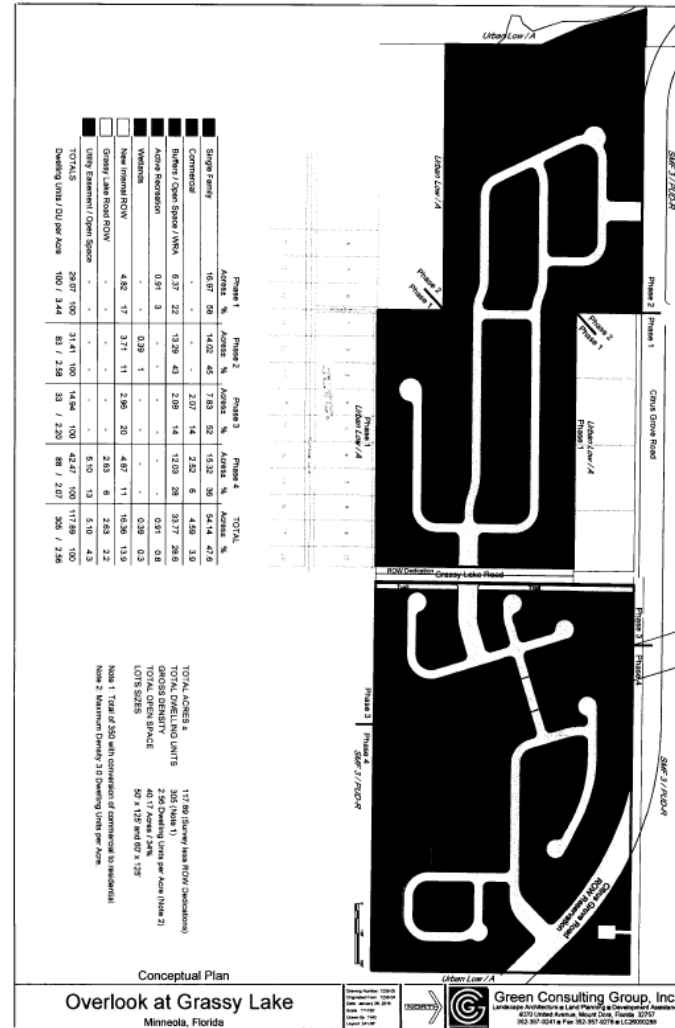 Urban Low / A
SMF 3 / PUD-R
Urban Low / A
Phase 2
Phase 1
Phase 2
Phase 1
Phase 2
Phase 1
Citrus Grove Road
Urban Low / A
Phase 1
Phase 1
Urban Low / A
ROW Dedication
Grassy Lake Road
Phase 3
Phase 4
Phase 3
Phase 4
SMF 3 / PUD-R
SMF 3 / PUD-R
Citrus Grove Road
ROW Reservation
Urban Low / A
Phase 1 Phase 2 Phase 3 Phase 4 TOTAL
Acres± % Acres± % Acres± % Acres± % Acres± %
Single Family 16.97 58 14.02 45 7.83 52 15.32 36 54.14 47.6
Commercial - - 2.07 14 2.52 6 4.59 3.9
Buffers / Open Space / WRA 6.37 22 13.29 43 2.08 14 12.03 28 33.77 28.6
Active Recreation 0.91 3 - - - 0.91 0.8
Wetlands - 0.39 1 - - 0.39 0.3
New Internal ROW 4.82 17 3.71 11 2.96 20 4.87 11 16.36 13.9
Grassy Lake Road ROW - - - 2.63 6 2.63 2.2
Utility Easement / Open Space - - - 5.10 13 5.10 4.3
TOTALS 29.07 100 31.41 100 14.94 100 42.47 100 117.89 100
Dwelling Units / DU per Acre 100 / 3.44 83 / 2.58 33 / 2.20 88 / 2.07 305 / 2.56
TOTAL ACRES ± 117.89 (Survey less ROW Dedications)
TOTAL DWELLING UNITS 305 (Note 1)
GROSS DENSITY 2.56 Dwelling Units per Acre (Note 2)
TOTAL OPEN SPACE 40.17 Acres / 34%
LOTS SIZES 50' x 125' and 60' x 125'
Note 1: Total of 350 with conversion of commercial to residential.
Note 2: Maximum Density 3.0 Dwelling Units per Acre.
Conceptual Plan
Overlook at Grassy Lake
Minneola, Florida
NORTH
Green Consulting Group, Inc
Landscape Architecture Land Planning Development Assistance
4070 United Avenue, Mount Dora, Florida 32757